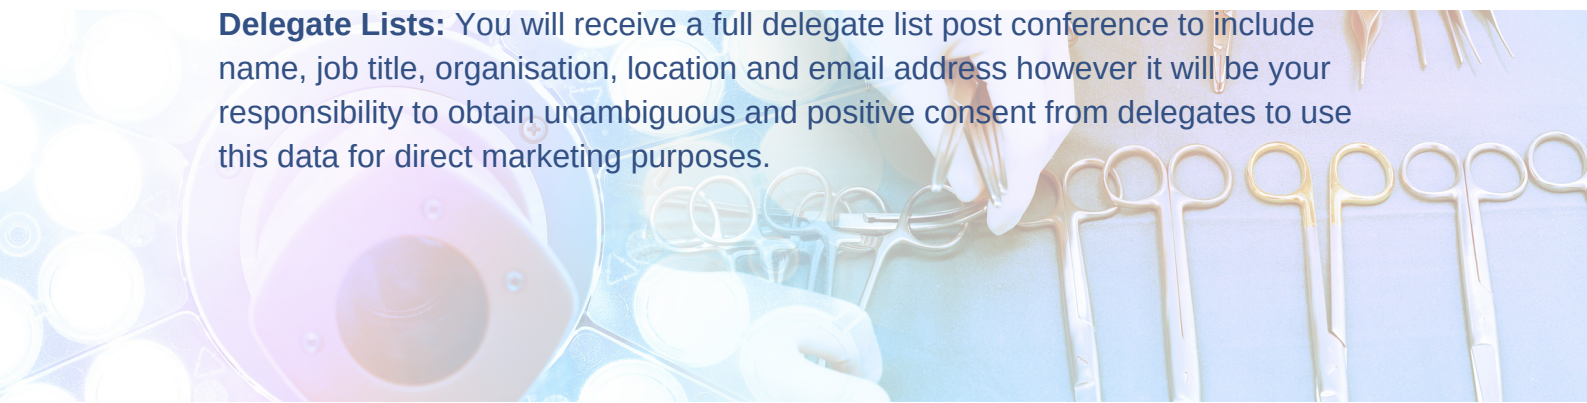 Delegate Lists: You will receive a full delegate list post conference to include
name, job title, organisation, location and email address however it will be your
responsibility to obtain unambiguous and positive consent from delegates to use
this data for direct marketing purposes.